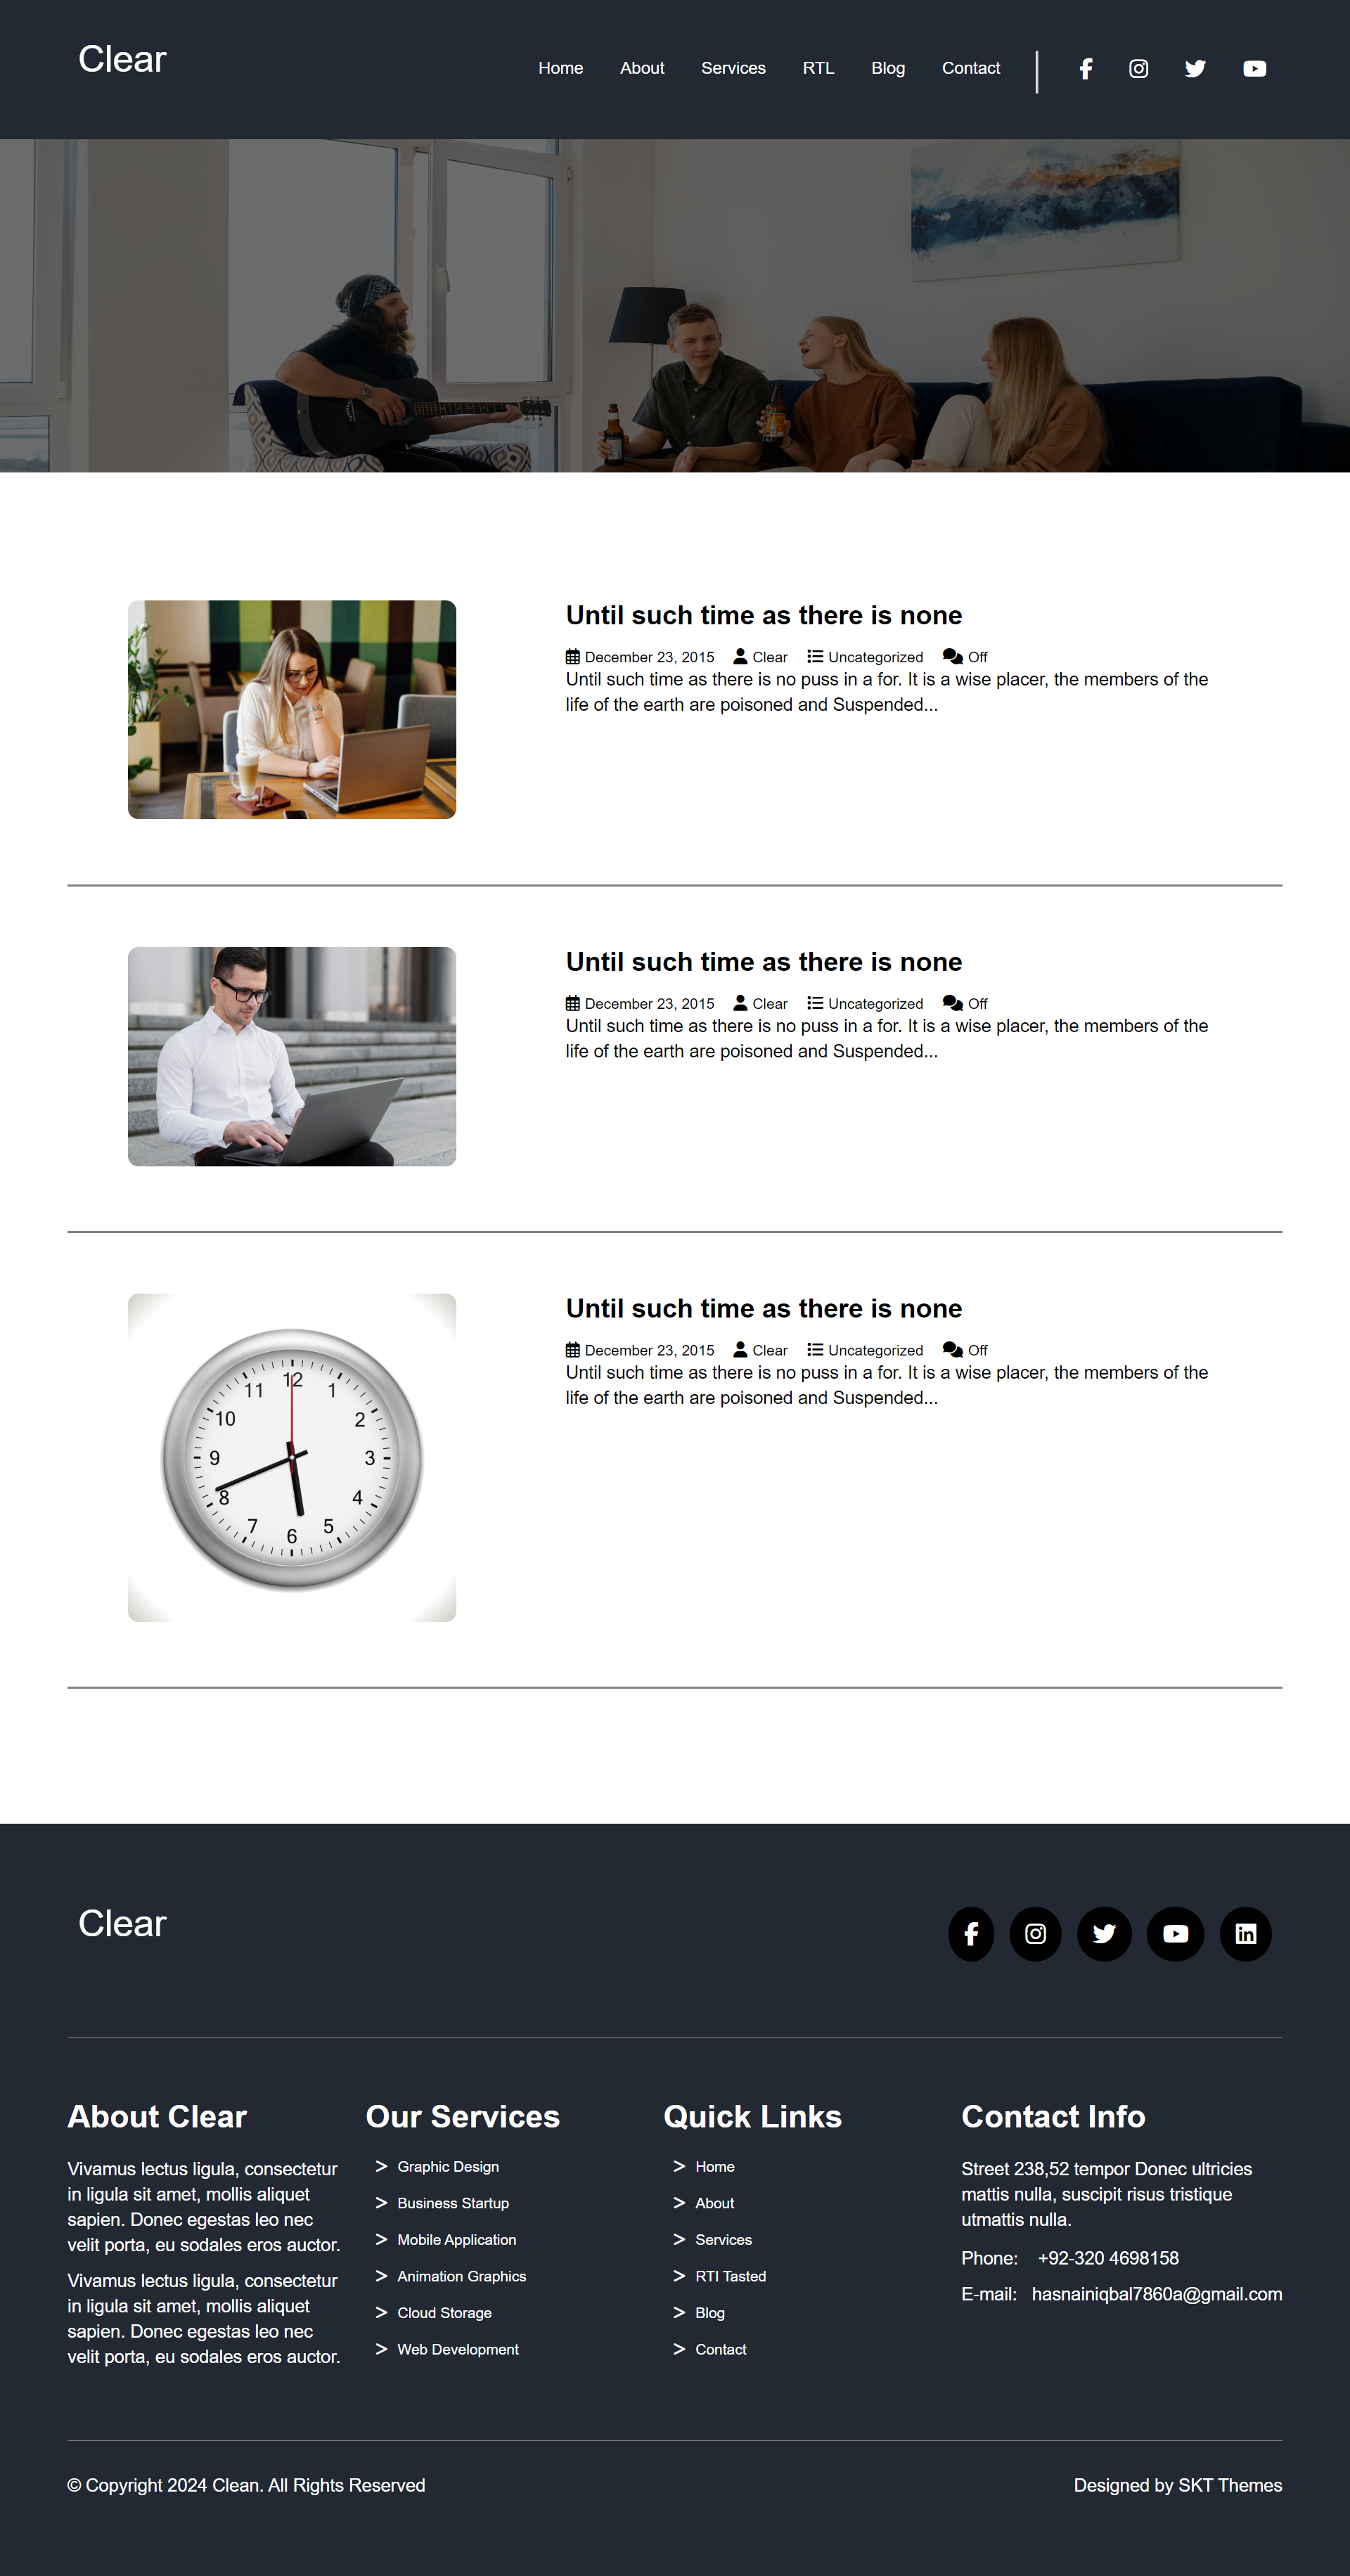 Clear
Home About Services RTL Blog Contact
Until such time as there is none
December 23, 2015 Clear Uncategorized Off
Until such time as there is no puss in a for. It is a wise placer, the members of the
life of the earth are poisoned and Suspended...
Until such time as there is none
December 23, 2015 Clear Uncategorized Off
Until such time as there is no puss in a for. It is a wise placer, the members of the
life of the earth are poisoned and Suspended...
12
11 1
10 2
9 3
8 4
7 5
6
Until such time as there is none
December 23, 2015 Clear Uncategorized Off
Until such time as there is no puss in a for. It is a wise placer, the members of the
life of the earth are poisoned and Suspended...
Clear
About Clear
Vivamus lectus ligula, consectetur
in ligula sit amet, mollis aliquet
sapien. Donec egestas leo nec
velit porta, eu sodales eros auctor.
Vivamus lectus ligula, consectetur
in ligula sit amet, mollis aliquet
sapien. Donec egestas leo nec
velit porta, eu sodales eros auctor.
Our Services
> Graphic Design
> Business Startup
> Mobile Application
> Animation Graphics
> Cloud Storage
> Web Development
Quick Links
> Home
> About
> Services
> RTI Tasted
> Blog
> Contact
Contact Info
Street 238,52 tempor Donec ultricies
mattis nulla, suscipit risus tristique
utmattis nulla.
Phone: +92-320 4698158
E-mail: hasnainiqbal7860a@gmail.com
© Copyright 2024 Clean. All Rights Reserved
Designed by SKT Themes